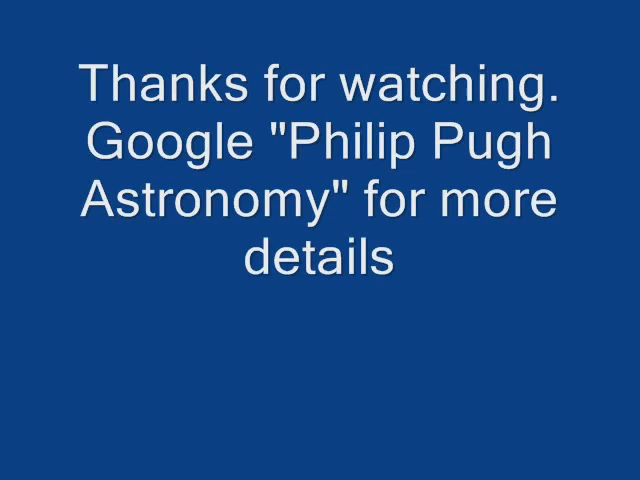 Thanks for watching.
Google "Philip Pugh
Astronomy" for more
details